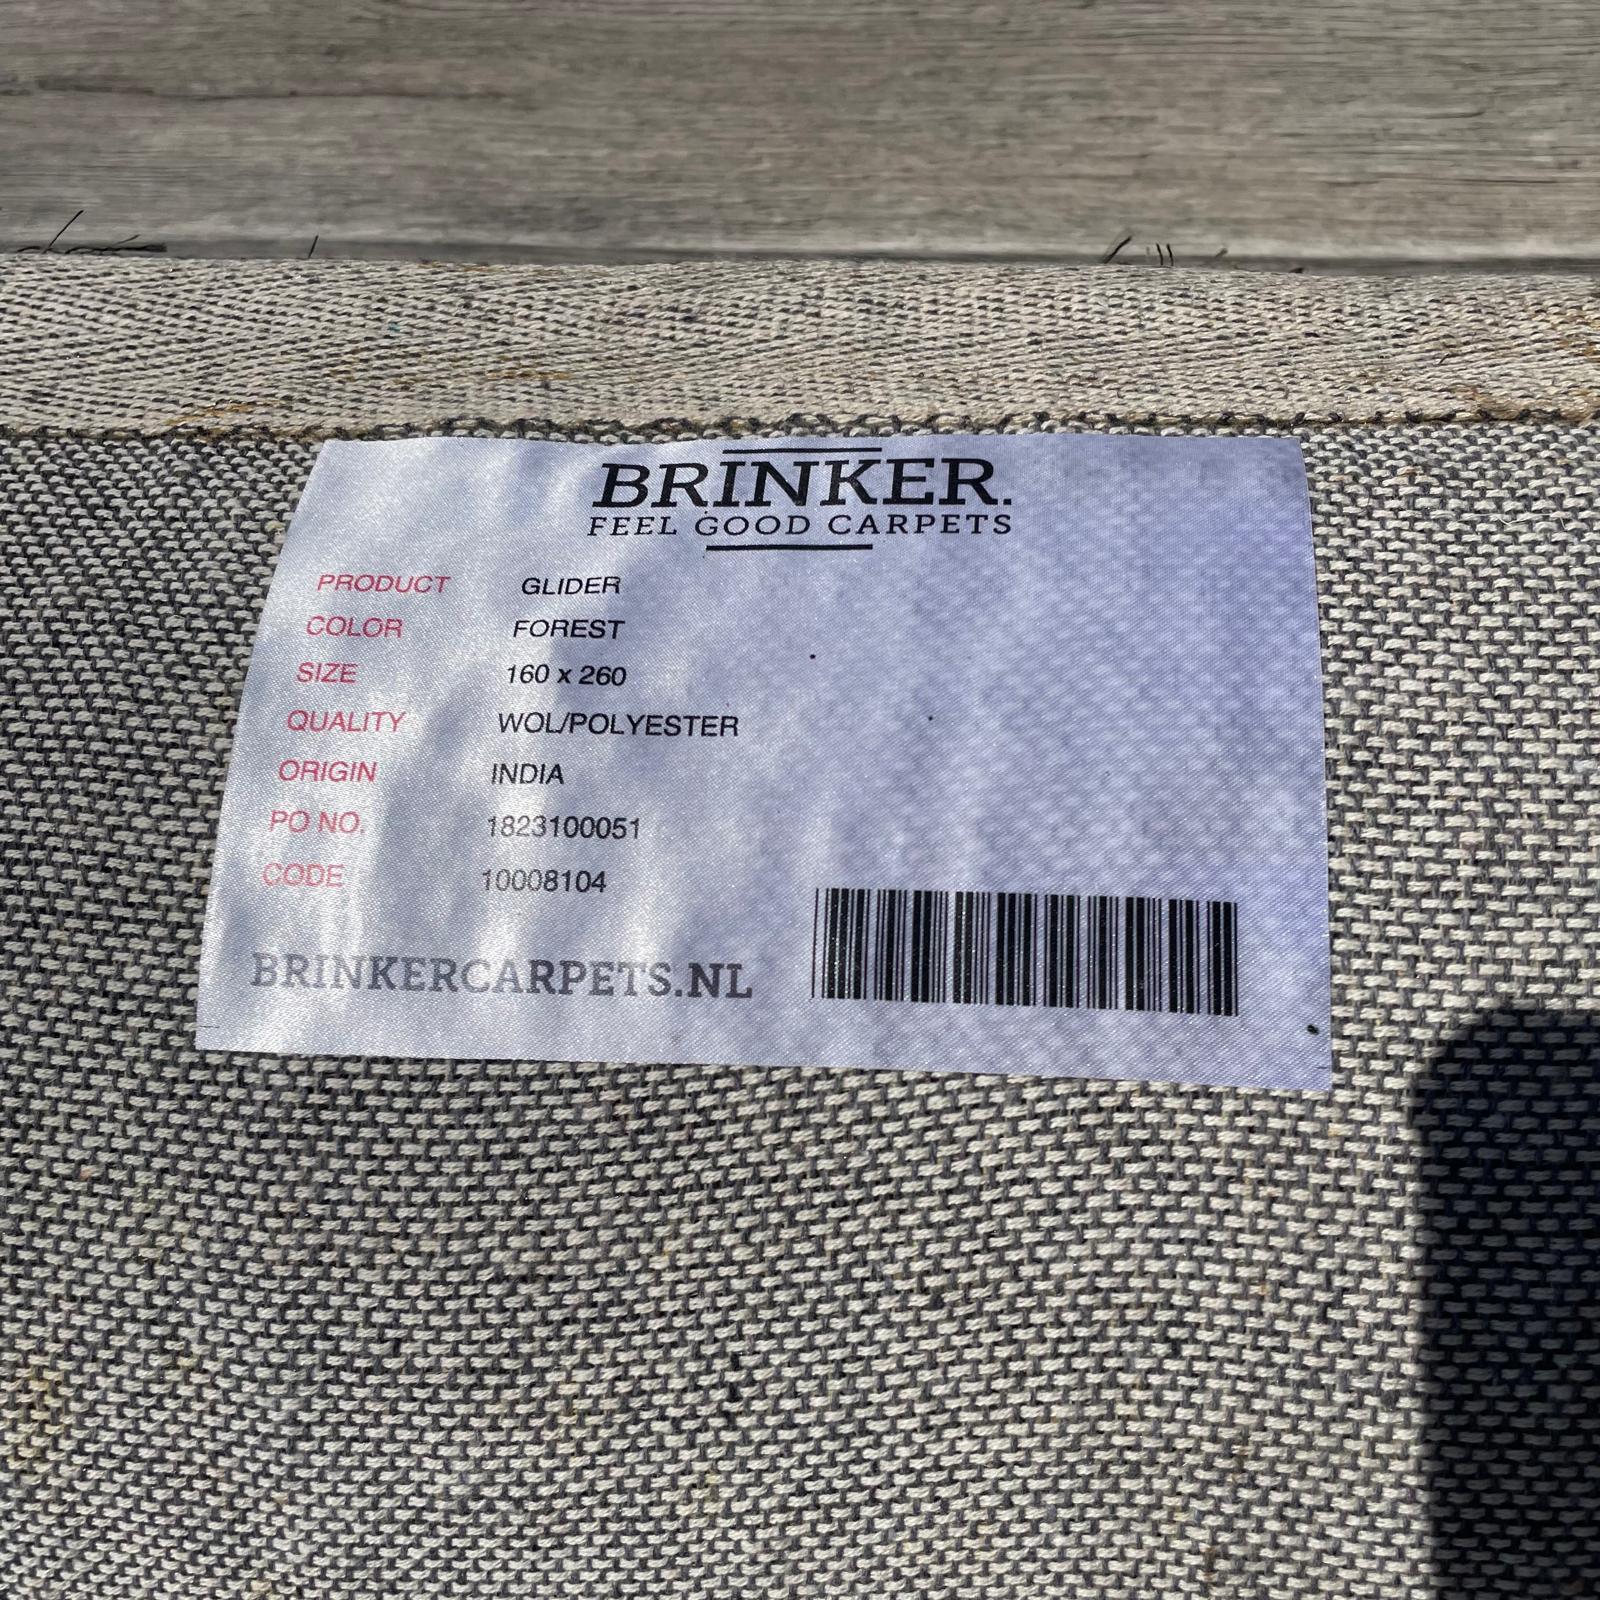 BRINKER.
FEEL GOOD CARPETS
PRODUCT GLIDER
COLOR FOREST
SIZE 160 x 260
QUALITY WOL/POLYESTER
ORIGIN INDIA
PO NO. 1823100051
CODE 10008104
BRINKERCARPETS.NL